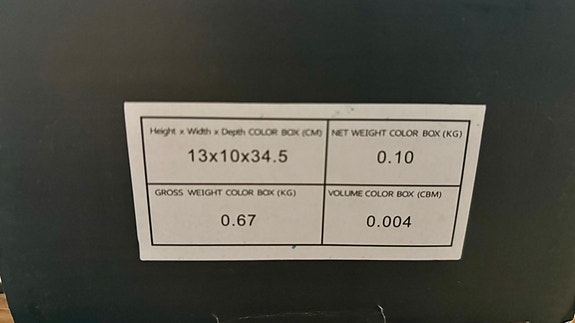 Height x Width x Depth COLOR BOX (CM)
13x10x34.5
NET WEIGHT COLOR BOX (KG)
0.10
GROSS WEIGHT COLOR BOX (KG)
0.67
VOLUME COLOR BOX (CBM)
0.004